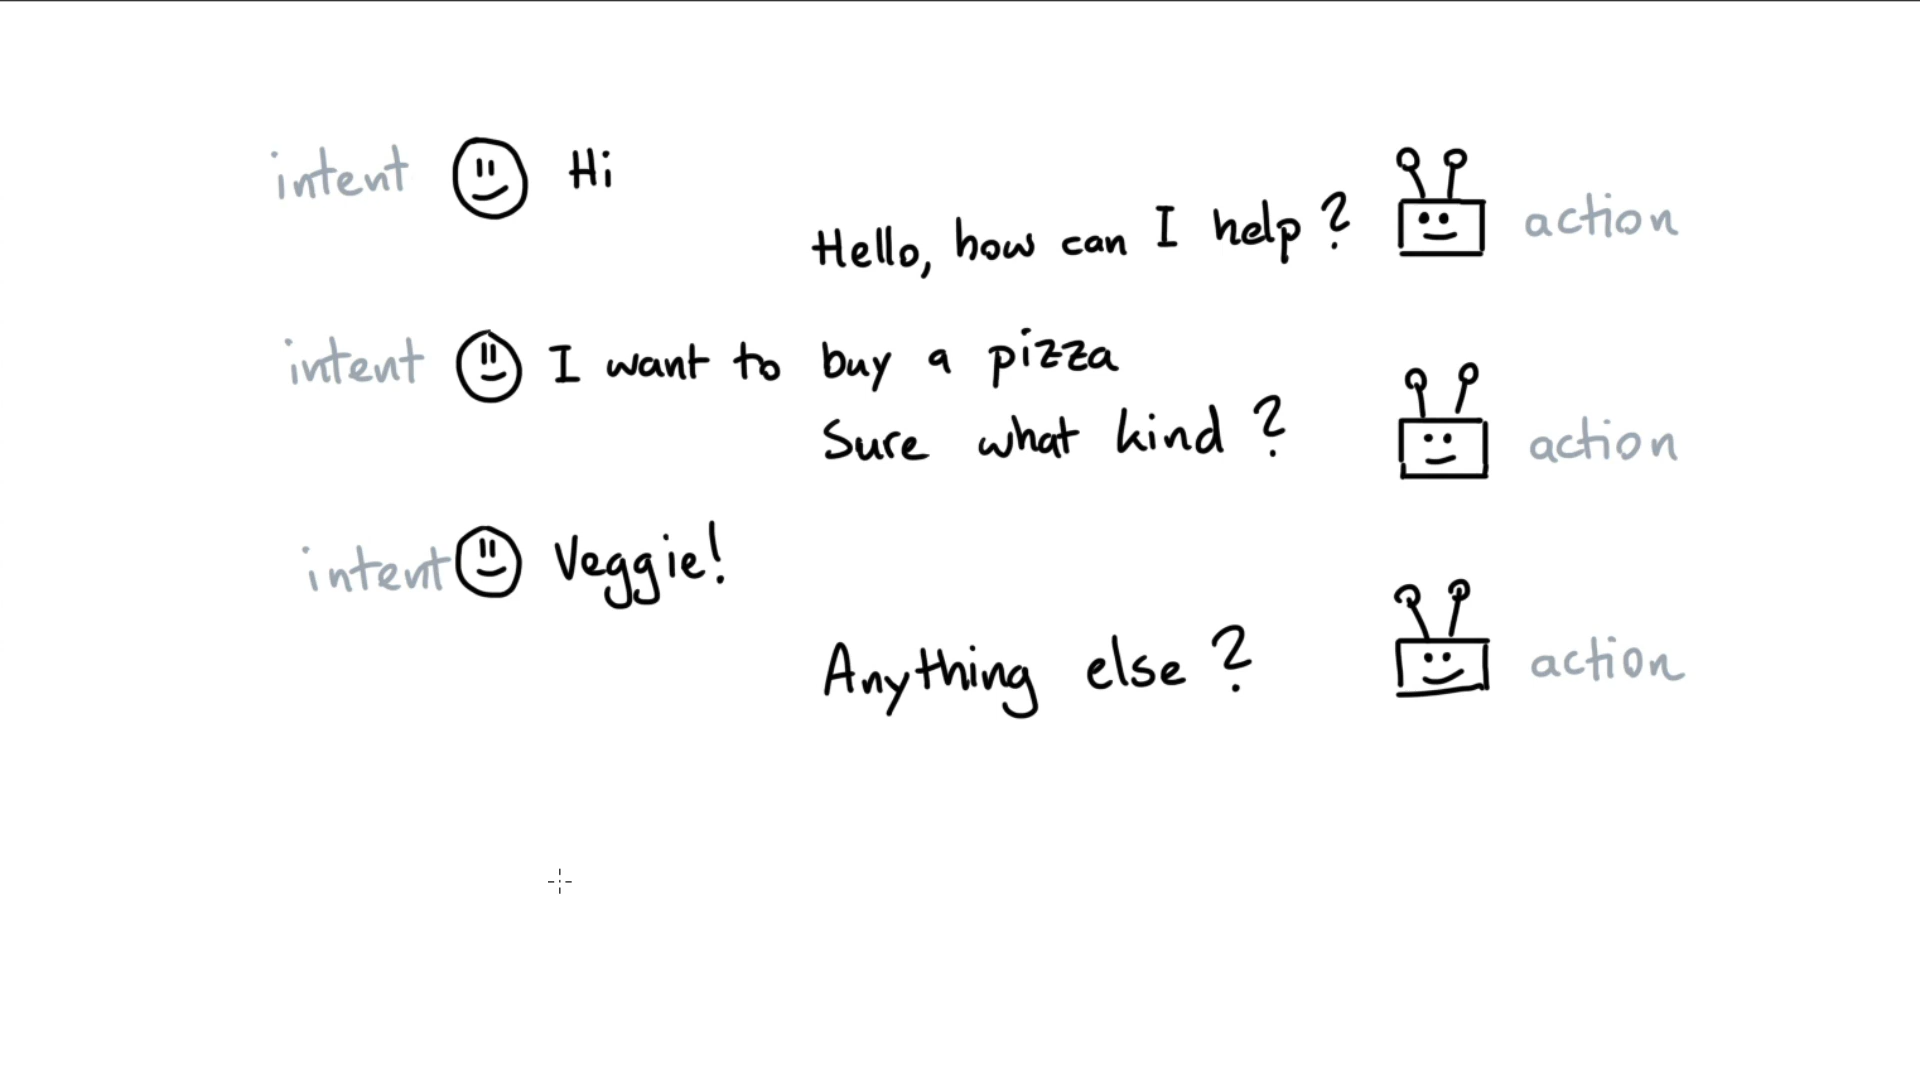 intent Hi
Hello, how can I help? action
intent I want to buy a pizza
Sure what kind? action
intent Veggie!
Anything else? action